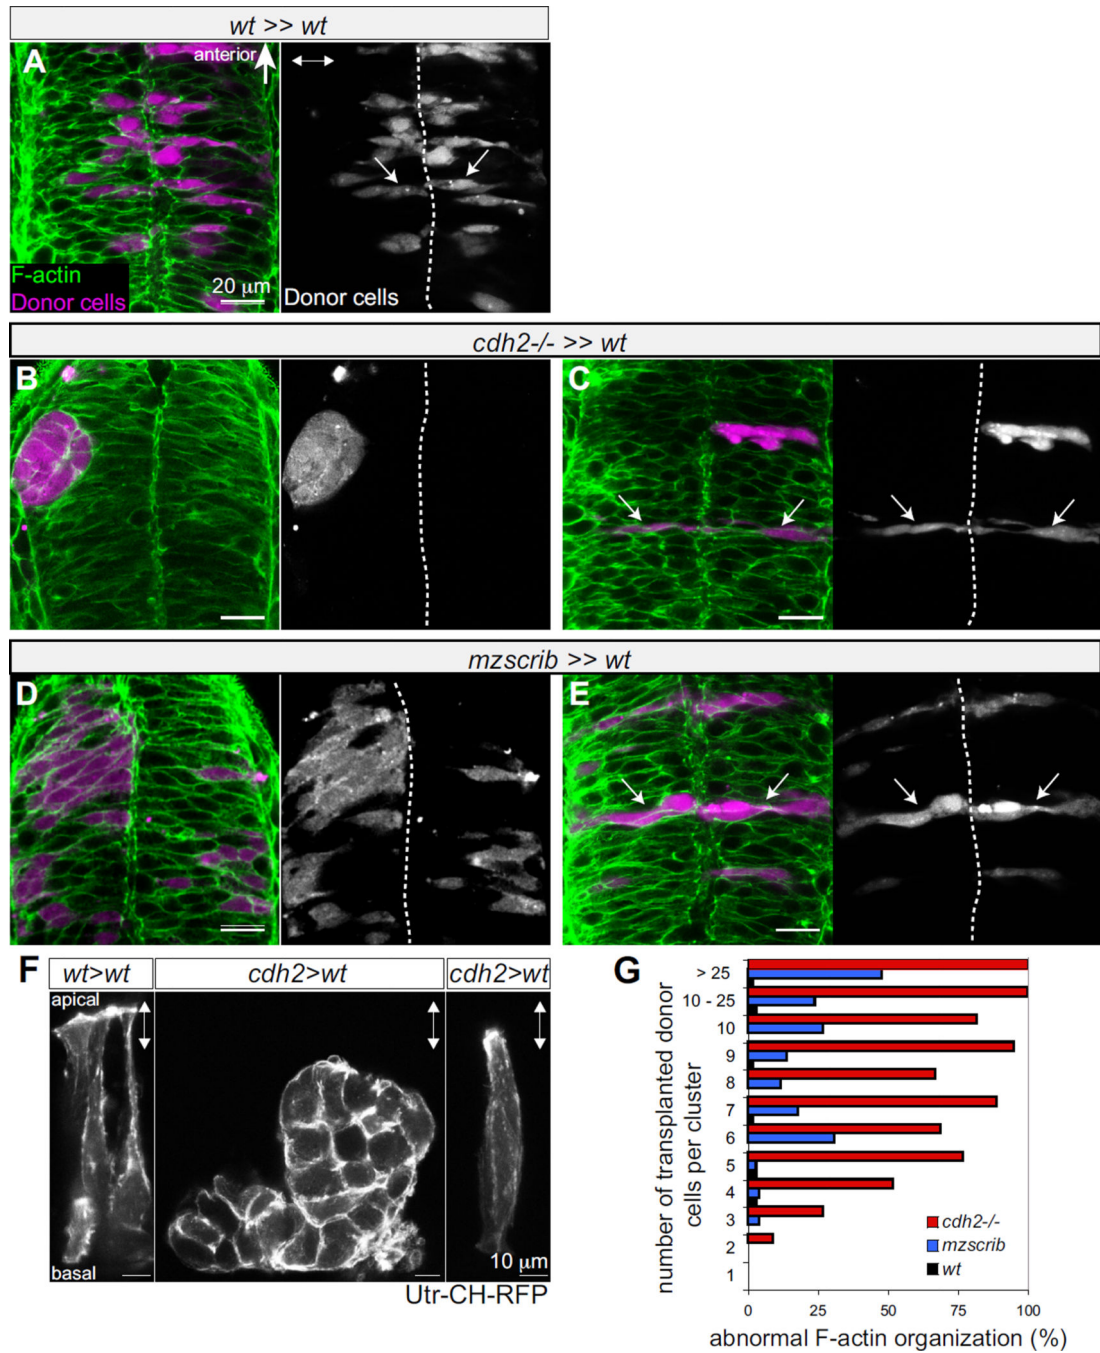 wt >> wt
A
anterior
F-actin
Donor cells
20 μm
Donor cells
cdh2-/- >> wt
B
C
mzscrib >> wt
D
E
F
wt>wt
cdh2>wt
cdh2>wt
apical
basal
10 μm
Utr-CH-RFP
G
number of transplanted donor
cells per cluster
> 25
10 - 25
10
9
8
7
6
5
4
3
2
1
cdh2-/-
mzscrib
wt
0 25 50 75 100
abnormal F-actin organization (%)